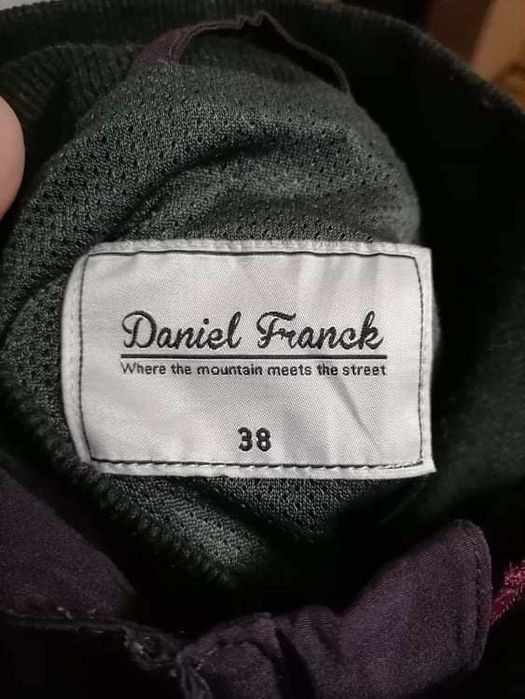 Daniel Franck
Where the mountain meets the street
38